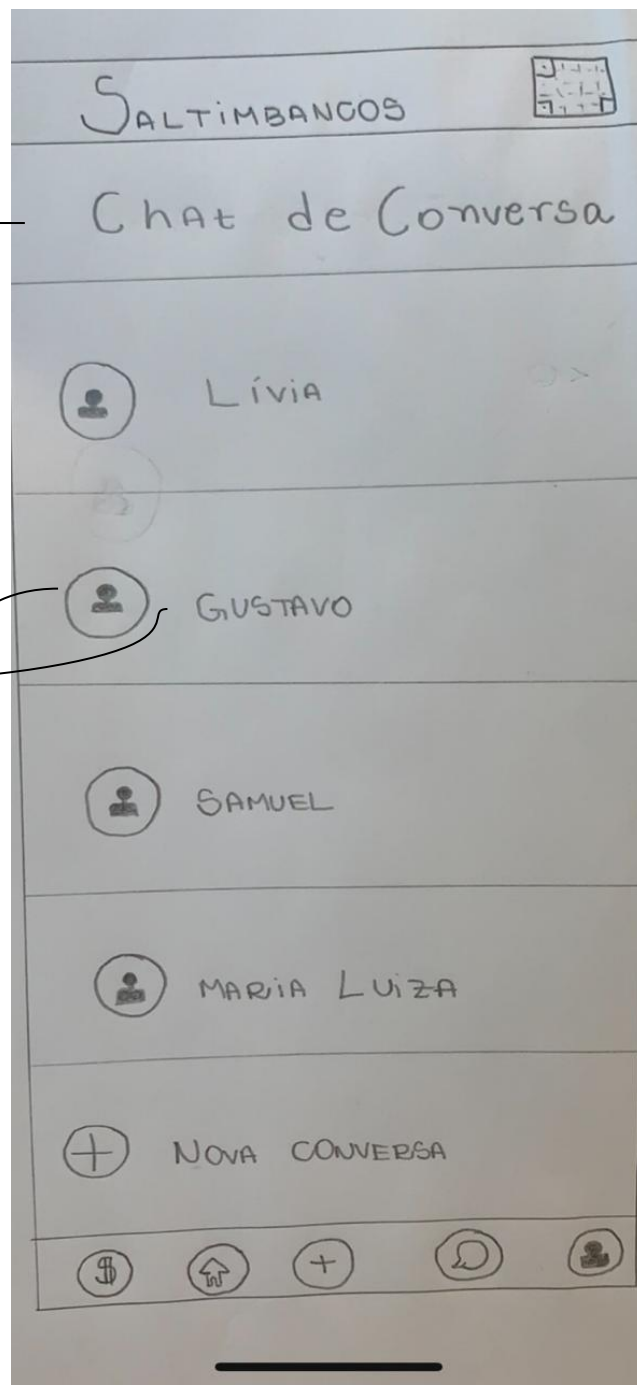 SALTIMBANCOS
Chat de Conversa
Lívia
GUSTAVO
SAMUEL
MARIA LUIZA
NOVA CONVERSA
$